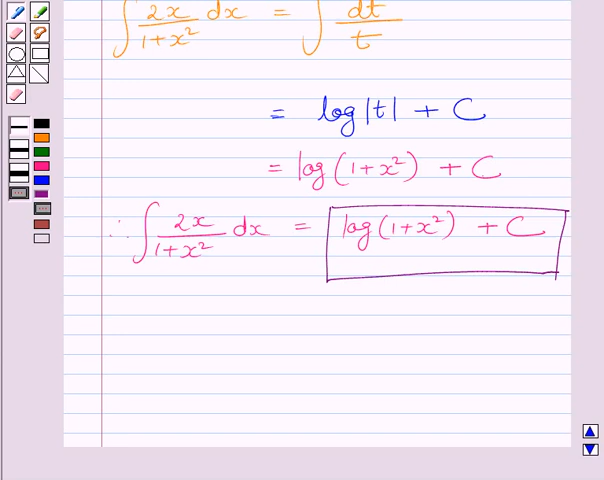 ∫ 2x/1+x² dx = ∫ dt/t
= log|t| + C
= log(1+x²) + C
∴ ∫ 2x/1+x² dx = log(1+x²) + C